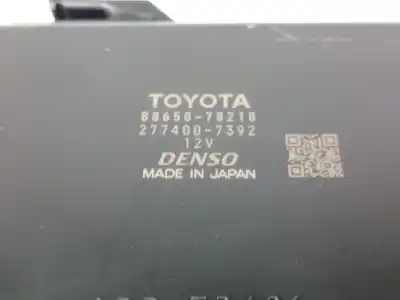 TOYOTA
88650-78210
277400-7392
12V
DENSO
MADE IN JAPAN